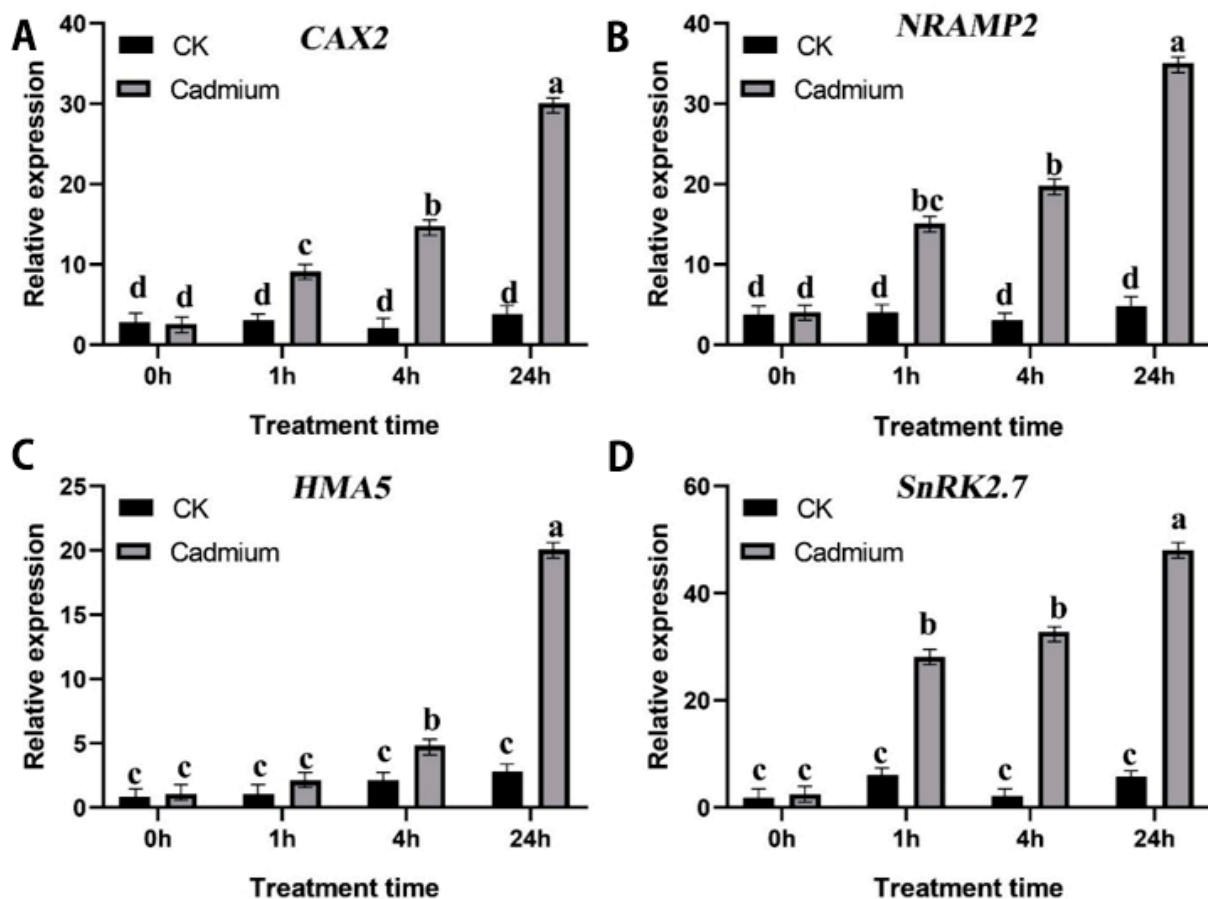 A
CAX2
CK
Cadmium
Relative expression
40
30
20
10
0
d d d c d b d a
0h 1h 4h 24h
Treatment time
B
NRAMP2
CK
Cadmium
Relative expression
40
30
20
10
0
d d d bc d b d a
0h 1h 4h 24h
Treatment time
C
HMA5
CK
Cadmium
Relative expression
25
20
15
10
5
0
c c c c c b c a
0h 1h 4h 24h
Treatment time
D
SnRK2.7
CK
Cadmium
Relative expression
60
40
20
0
c c c b c b c a
0h 1h 4h 24h
Treatment time